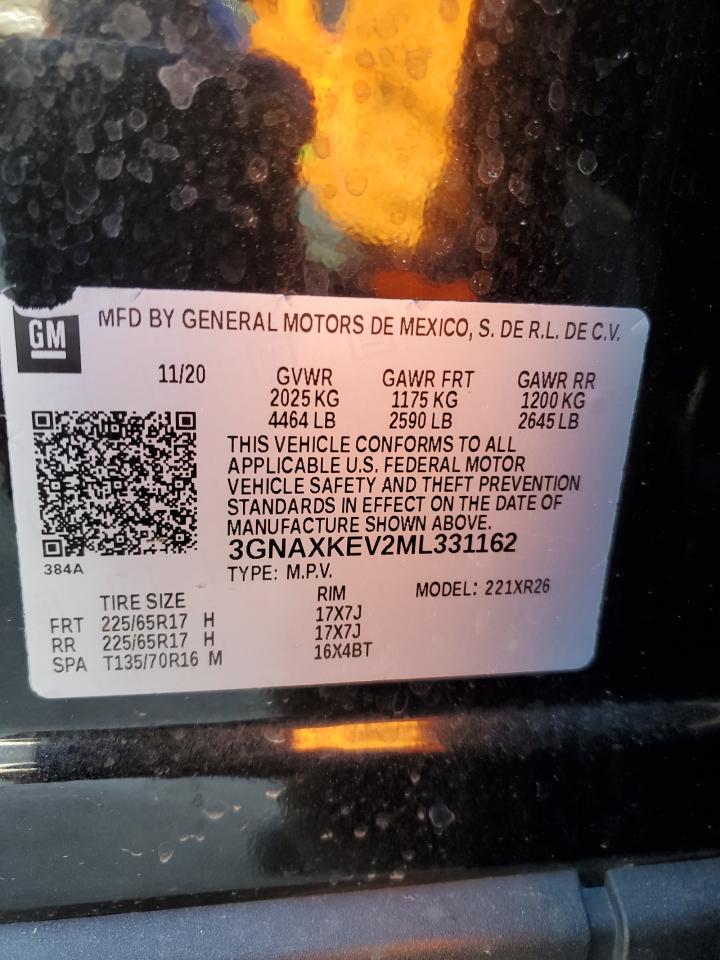 GM
MFD BY GENERAL MOTORS DE MEXICO, S. DE R.L. DE C.V.
11/20 GVWR GAWR FRT GAWR RR
2025 KG 1175 KG 1200 KG
4464 LB 2590 LB 2645 LB
THIS VEHICLE CONFORMS TO ALL
APPLICABLE U.S. FEDERAL MOTOR
VEHICLE SAFETY AND THEFT PREVENTION
STANDARDS IN EFFECT ON THE DATE OF
MANUFACTURE SHOWN ABOVE.
3GNAXKEV2ML331162
384A
TYPE: M.P.V.
TIRE SIZE RIM MODEL: 221XR26
FRT 225/65R17 H 17X7J
RR 225/65R17 H 17X7J
SPA T135/70R16 M 16X4BT